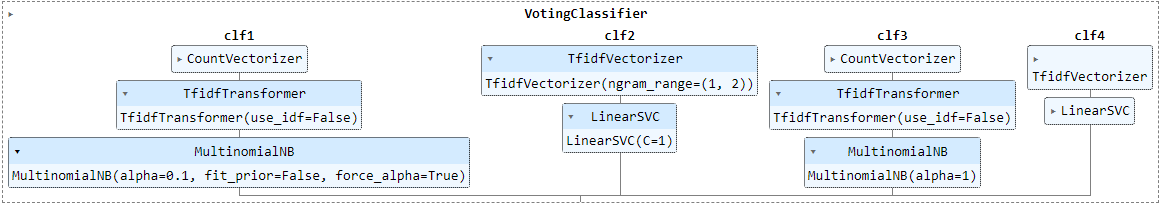 VotingClassifier
clf1
CountVectorizer
TfidfTransformer
TfidfTransformer(use_idf=False)
MultinomialNB
MultinomialNB(alpha=0.1, fit_prior=False, force_alpha=True)
clf2
TfidfVectorizer
TfidfVectorizer(ngram_range=(1, 2))
LinearSVC
LinearSVC(C=1)
clf3
CountVectorizer
TfidfTransformer
TfidfTransformer(use_idf=False)
MultinomialNB
MultinomialNB(alpha=1)
clf4
TfidfVectorizer
LinearSVC